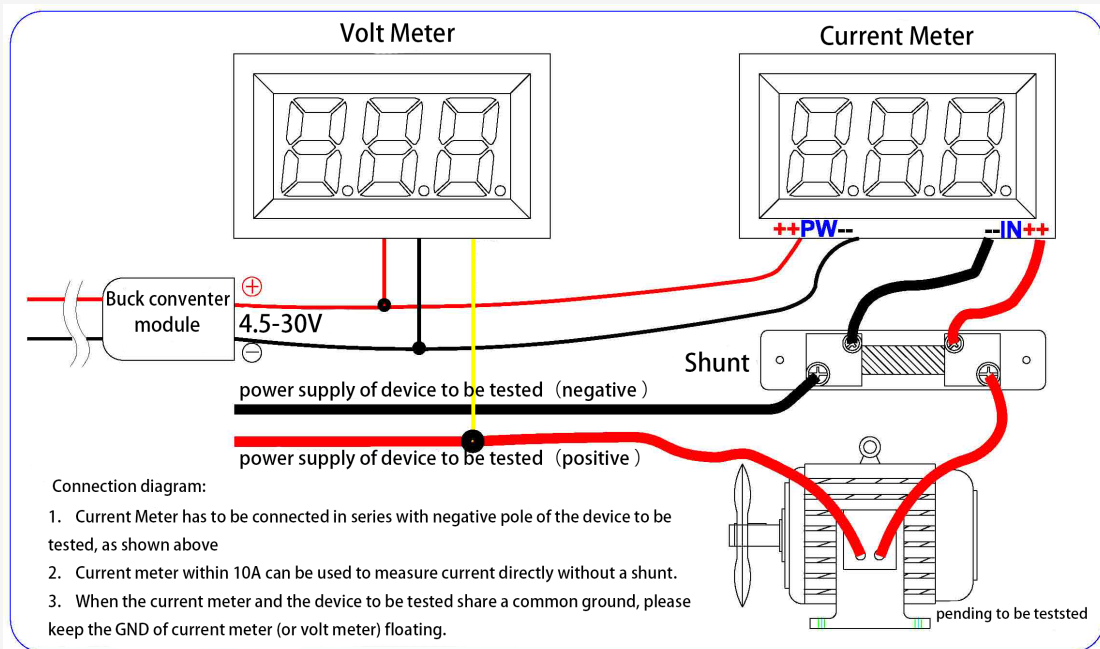 Volt Meter
Current Meter
++PW--
--IN++
Buck conventer
module
4.5-30V
Shunt
power supply of device to be tested（negative）
power supply of device to be tested（positive）
Connection diagram:
1. Current Meter has to be connected in series with negative pole of the device to be
tested, as shown above
2. Current meter within 10A can be used to measure current directly without a shunt.
3. When the current meter and the device to be tested share a common ground, please
keep the GND of current meter (or volt meter) floating.
pending to be teststed